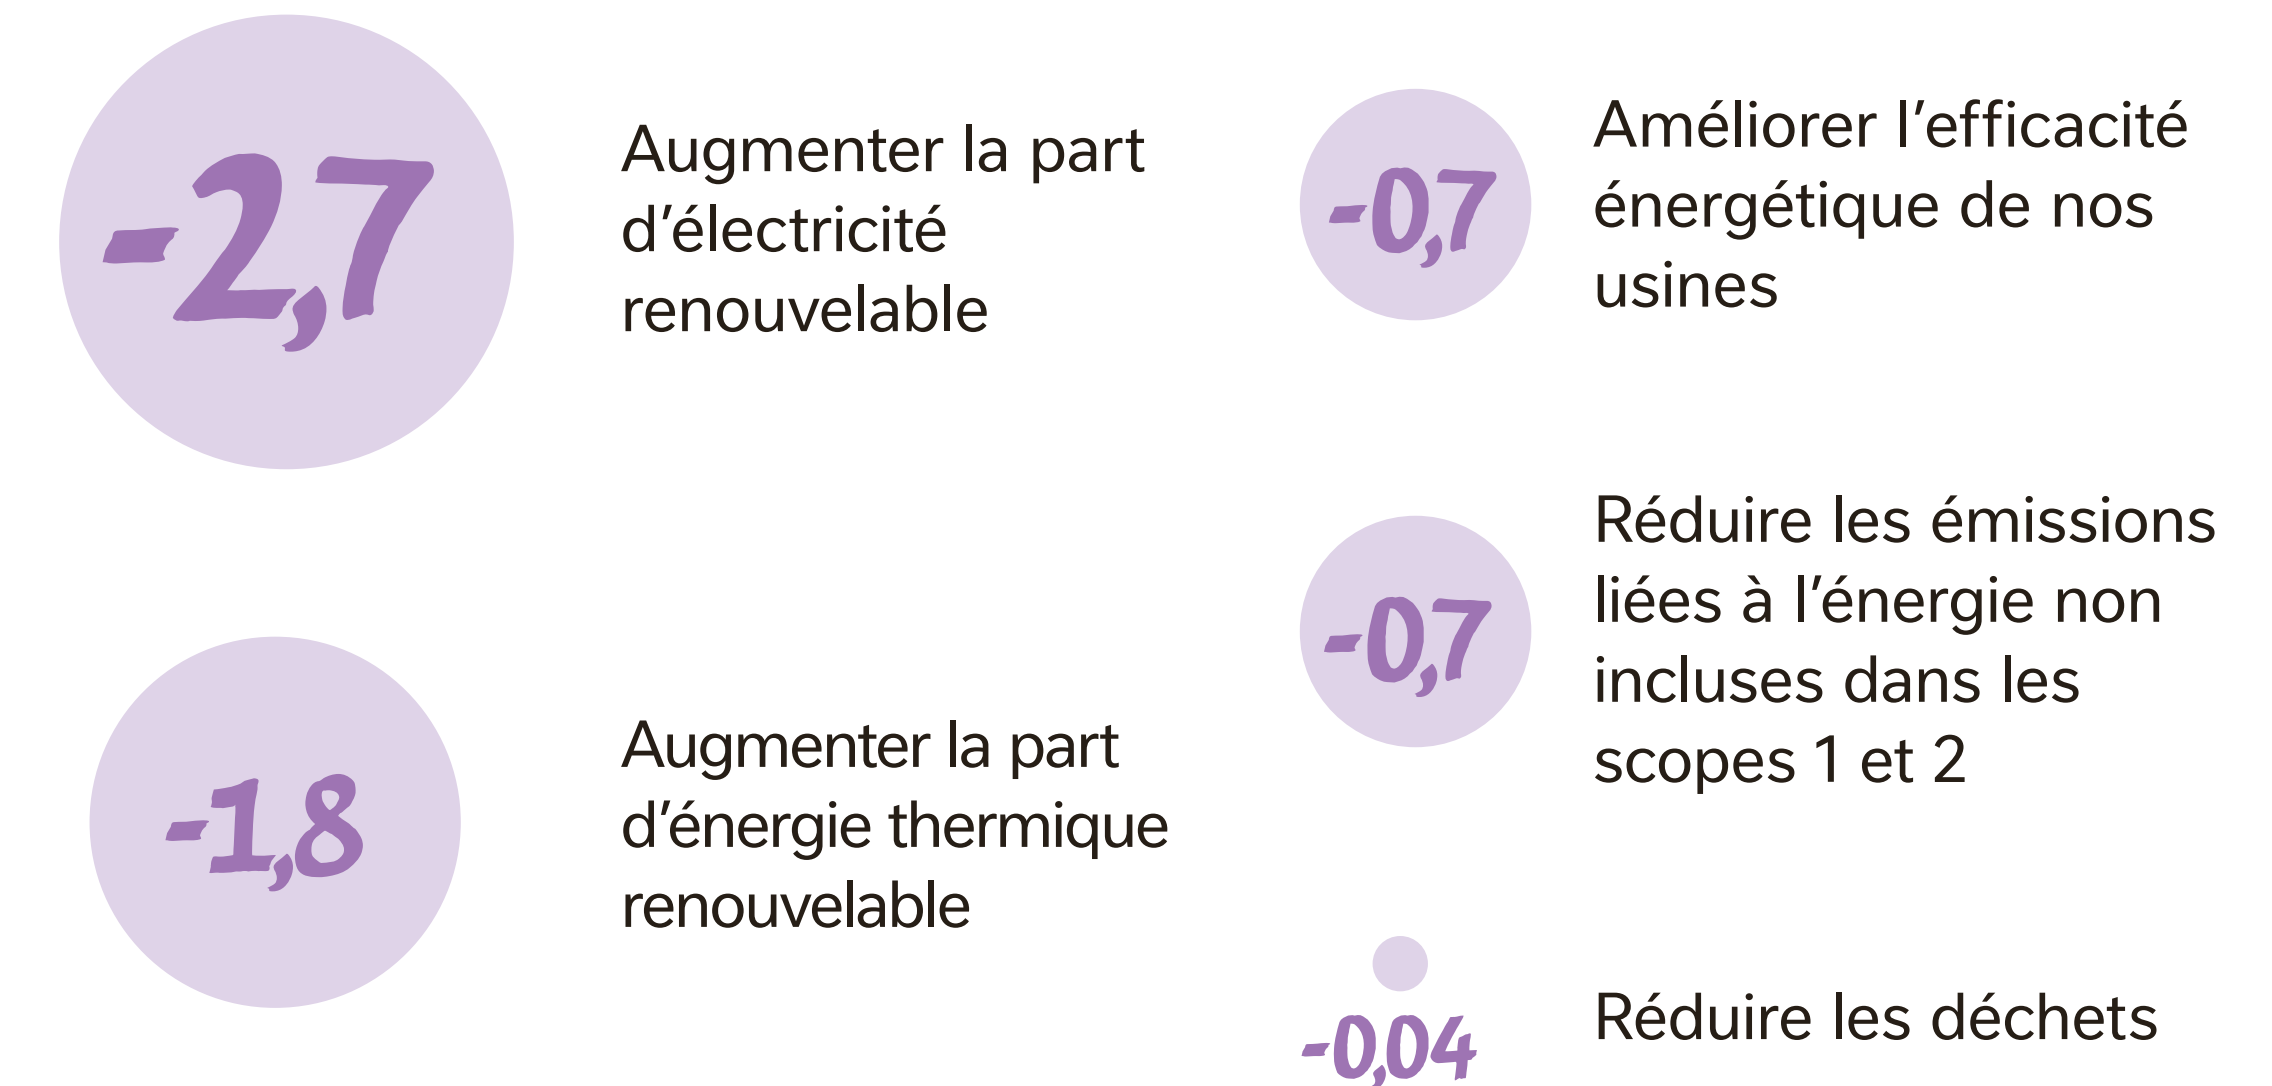 -2,7
Augmenter la part
d’électricité
renouvelable
-1,8
Augmenter la part
d’énergie thermique
renouvelable
-0,7
Améliorer l’efficacité
énergétique de nos
usines
-0,7
Réduire les émissions
liées à l’énergie non
incluses dans les
scopes 1 et 2
-0,04
Réduire les déchets